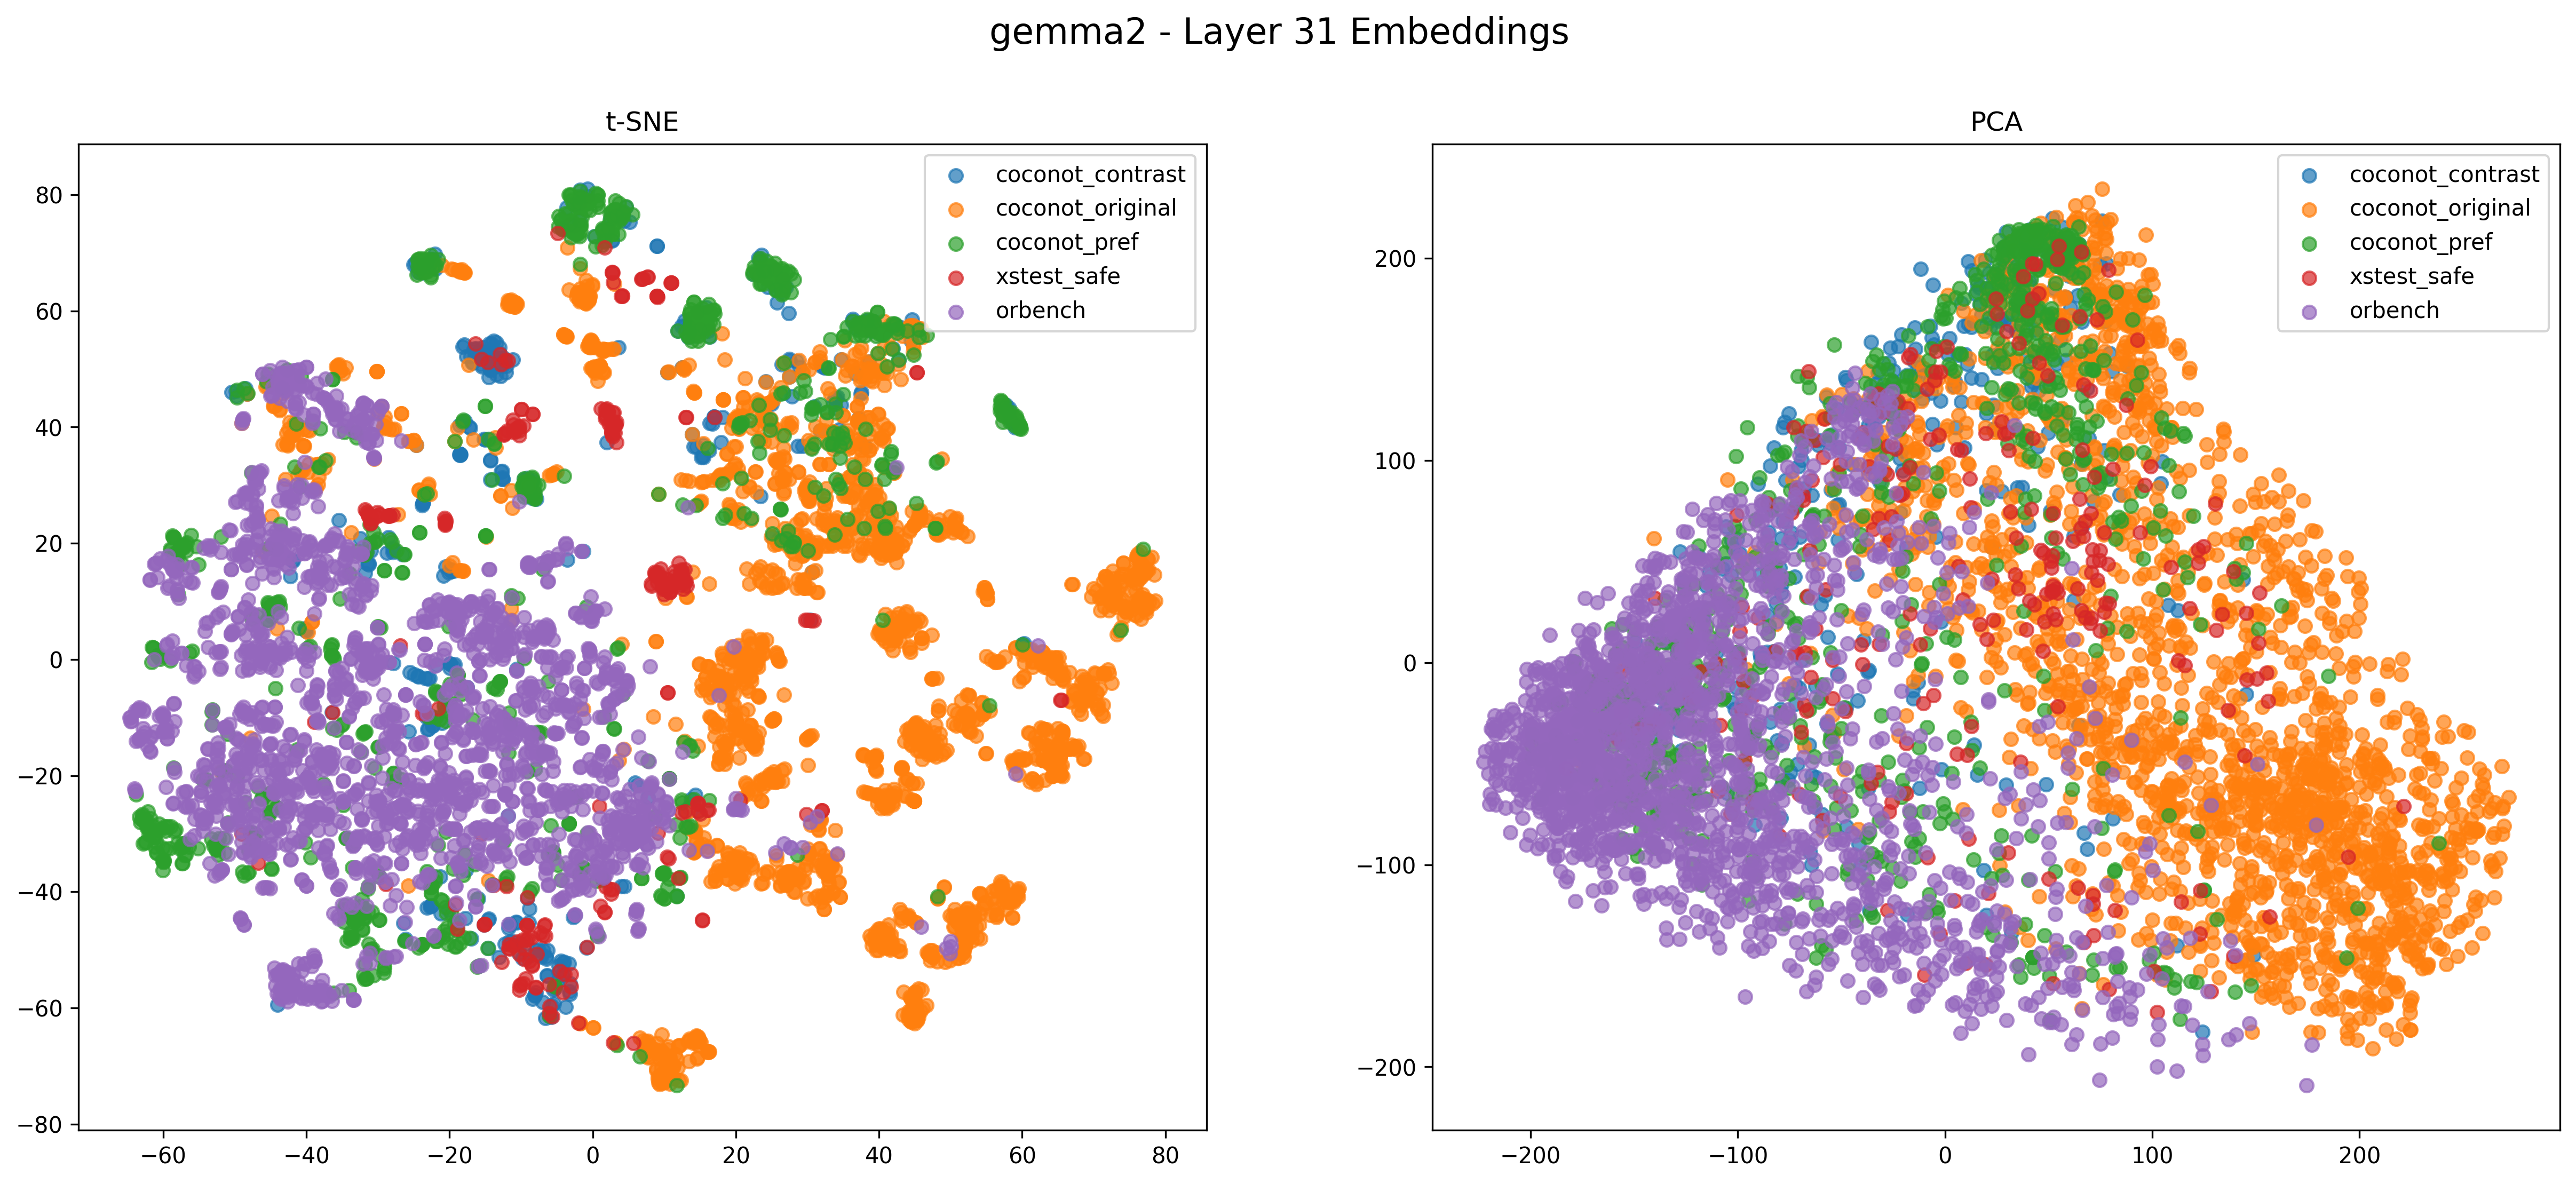 gemma2 - Layer 31 Embeddings
t-SNE
coconot_contrast
coconot_original
coconot_pref
xstest_safe
orbench
80
60
40
20
0
−20
−40
−60
−80
−60
−40
−20
0
20
40
60
80
PCA
coconot_contrast
coconot_original
coconot_pref
xstest_safe
orbench
200
100
0
−100
−200
−200
−100
0
100
200